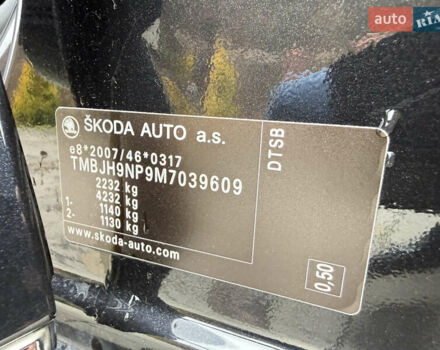 auto
RIA
ŠKODA AUTO a.s.
e8*2007/46*0317
TMBJH9NP9M7039609
2232 kg
4232 kg
1- 1140 kg
2- 1130 kg
www.skoda-auto.com
DTSB
0,50